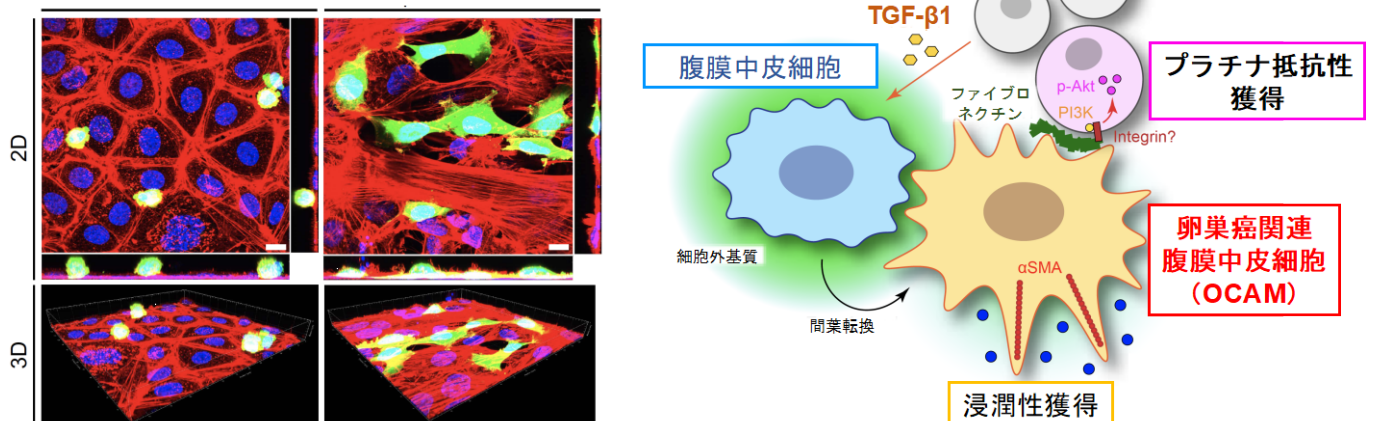 2D
3D
TGF-β1
腹膜中皮細胞
ファイブロ
ネクチン
p-Akt
PI3K
Integrin?
プラチナ抵抗性
獲得
細胞外基質
間葉転換
αSMA
卵巣癌関連
腹膜中皮細胞
（OCAM）
浸潤性獲得